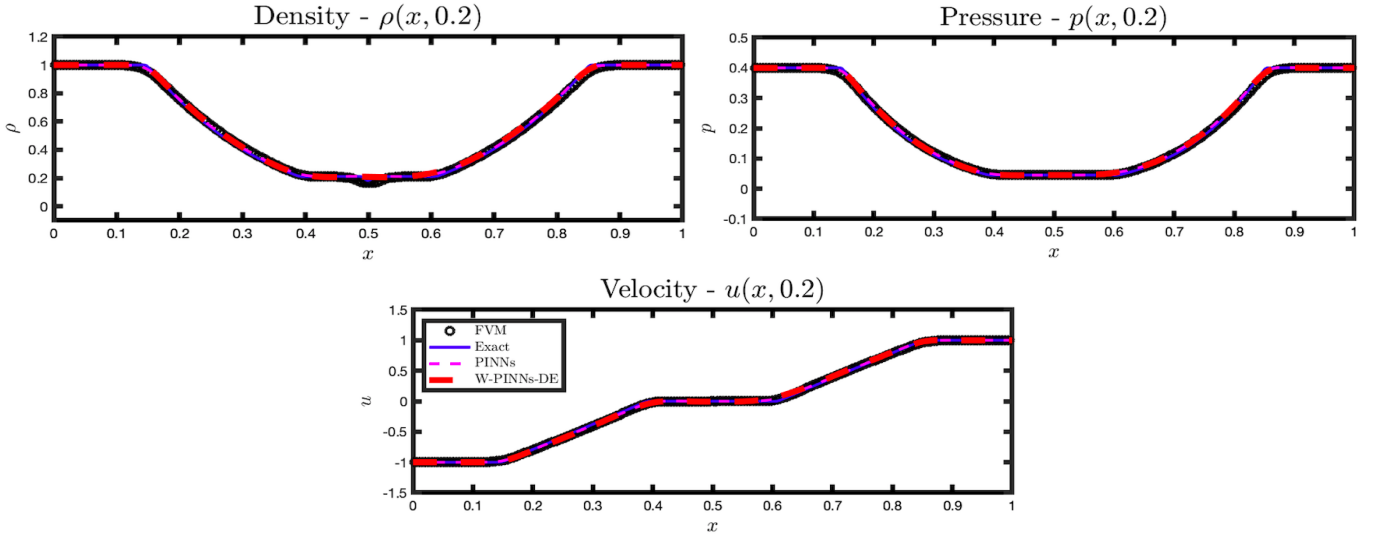 Density - ρ(x, 0.2)
1.2
1
0.8
0.6
0.4
0.2
0
ρ
0 0.1 0.2 0.3 0.4 0.5 0.6 0.7 0.8 0.9 1
x
Pressure - p(x, 0.2)
0.5
0.4
0.3
0.2
0.1
0
-0.1
p
0 0.1 0.2 0.3 0.4 0.5 0.6 0.7 0.8 0.9 1
x
Velocity - u(x, 0.2)
1.5
1
0.5
0
-0.5
-1
-1.5
u
FVM
Exact
PINNs
W-PINNs-DE
0 0.1 0.2 0.3 0.4 0.5 0.6 0.7 0.8 0.9 1
x